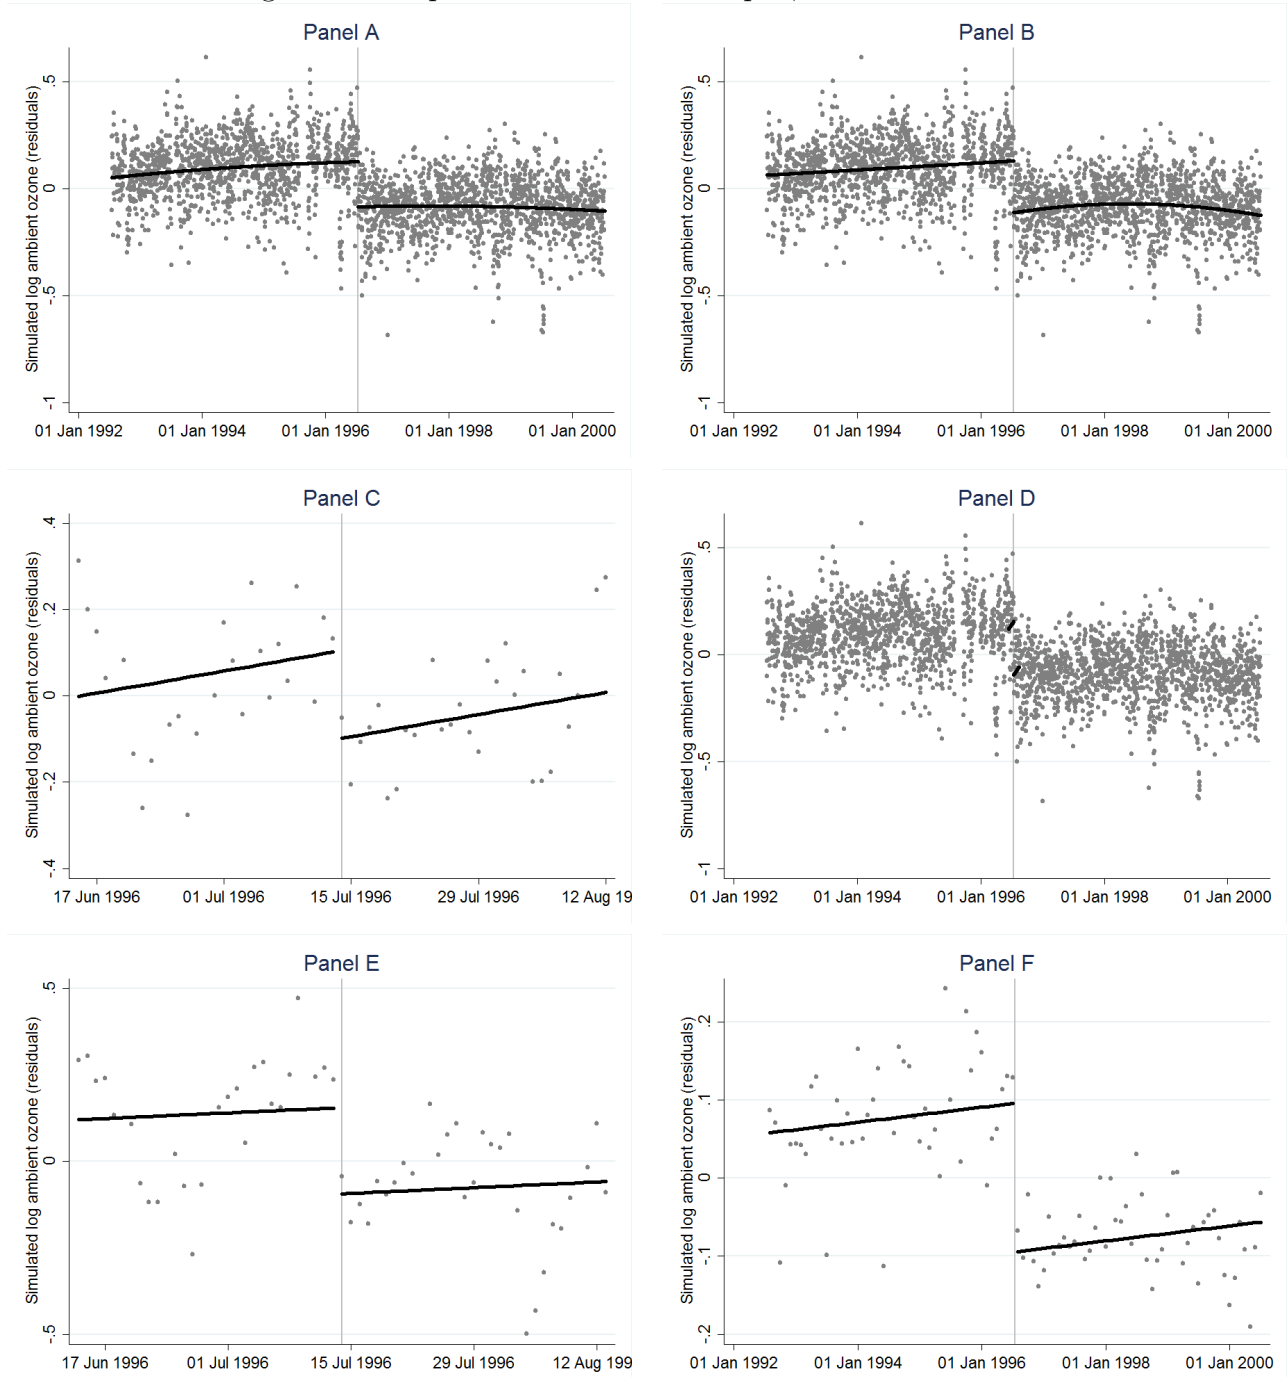 Panel A
Simulated log ambient ozone (residuals)
.5
0
-.5
-1
01 Jan 1992 01 Jan 1994 01 Jan 1996 01 Jan 1998 01 Jan 2000
Panel B
Simulated log ambient ozone (residuals)
.5
0
-.5
-1
01 Jan 1992 01 Jan 1994 01 Jan 1996 01 Jan 1998 01 Jan 2000
Panel C
Simulated log ambient ozone (residuals)
.4
.2
0
-.2
-.4
17 Jun 1996 01 Jul 1996 15 Jul 1996 29 Jul 1996 12 Aug 19
Panel D
Simulated log ambient ozone (residuals)
.5
0
-.5
-1
01 Jan 1992 01 Jan 1994 01 Jan 1996 01 Jan 1998 01 Jan 2000
Panel E
Simulated log ambient ozone (residuals)
.5
0
-.5
17 Jun 1996 01 Jul 1996 15 Jul 1996 29 Jul 1996 12 Aug 199
Panel F
Simulated log ambient ozone (residuals)
.2
.1
0
-.1
-.2
01 Jan 1992 01 Jan 1994 01 Jan 1996 01 Jan 1998 01 Jan 2000